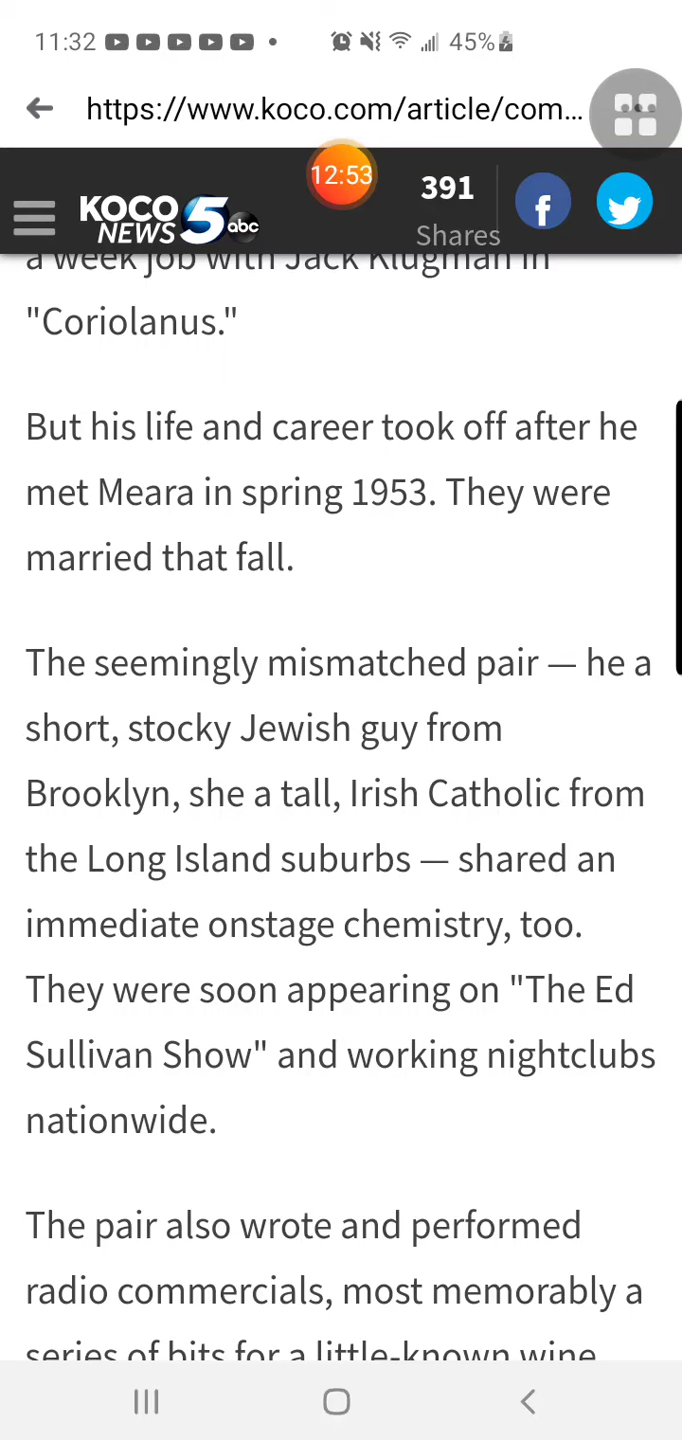 11:32
45%
https://www.koco.com/article/com...
12:53
391
Shares
KOCO
NEWS 5 abc
a week job with Jack Klugman in
"Coriolanus."
But his life and career took off after he
met Meara in spring 1953. They were
married that fall.
The seemingly mismatched pair — he a
short, stocky Jewish guy from
Brooklyn, she a tall, Irish Catholic from
the Long Island suburbs — shared an
immediate onstage chemistry, too.
They were soon appearing on "The Ed
Sullivan Show" and working nightclubs
nationwide.
The pair also wrote and performed
radio commercials, most memorably a
series of bits for a little-known wine